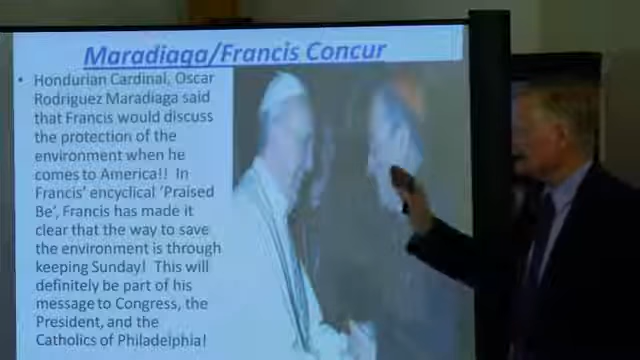 Maradiaga/Francis Concur
• Hondurian Cardinal, Oscar
Rodriguez Maradiaga said
that Francis would discuss
the protection of the
environment when he
comes to America!! In
Francis' encyclical 'Praised
Be', Francis has made it
clear that the way to save
the environment is through
keeping Sunday! This will
definitely be part of his
message to Congress, the
President, and the
Catholics of Philadelphia!